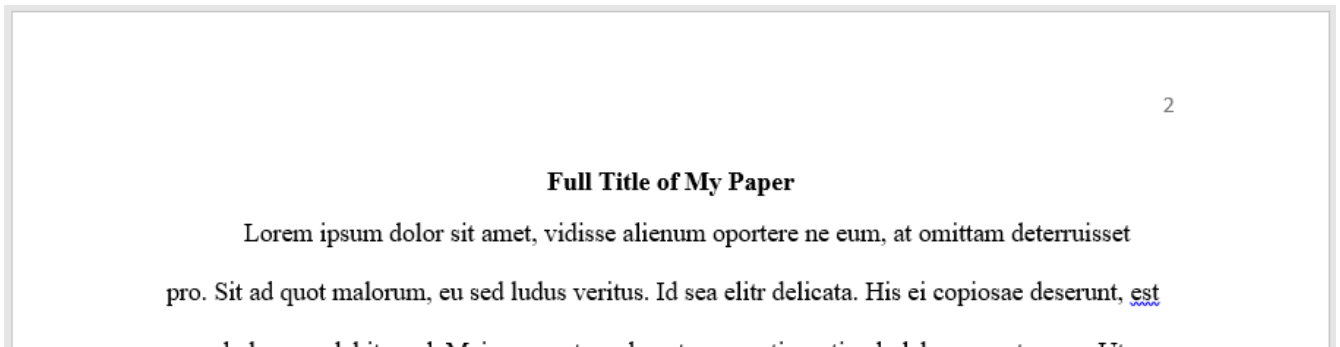 2
Full Title of My Paper
Lorem ipsum dolor sit amet, vidisse alienum oportere ne eum, at omittam deterruisset
pro. Sit ad quot malorum, eu sed ludus veritus. Id sea elitr delicata. His ei copiosae deserunt, est